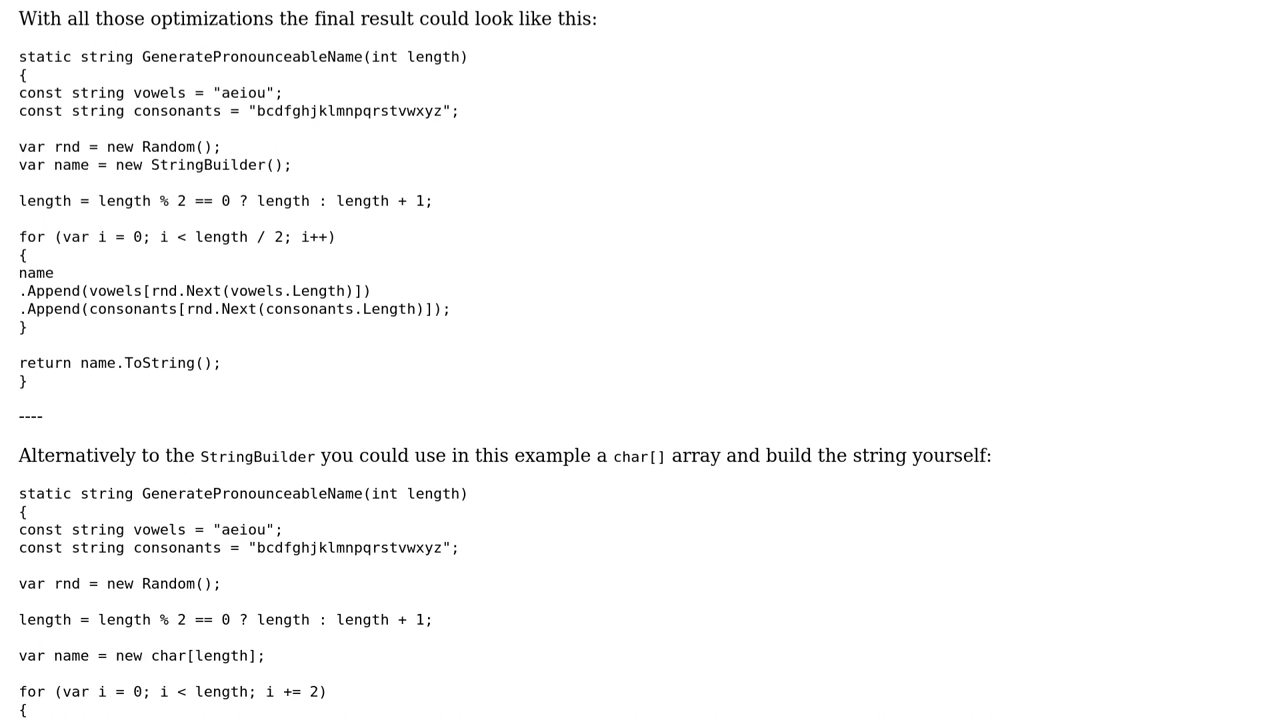 With all those optimizations the final result could look like this:
static string GeneratePronounceableName(int length)
{
const string vowels = "aeiou";
const string consonants = "bcdfghjklmnpqrstvwxyz";
var rnd = new Random();
var name = new StringBuilder();
length = length % 2 == 0 ? length : length + 1;
for (var i = 0; i < length / 2; i++)
{
name
.Append(vowels[rnd.Next(vowels.Length)])
.Append(consonants[rnd.Next(consonants.Length)]);
}
return name.ToString();
}
----
Alternatively to the StringBuilder you could use in this example a char[] array and build the string yourself:
static string GeneratePronounceableName(int length)
{
const string vowels = "aeiou";
const string consonants = "bcdfghjklmnpqrstvwxyz";
var rnd = new Random();
length = length % 2 == 0 ? length : length + 1;
var name = new char[length];
for (var i = 0; i < length; i += 2)
{